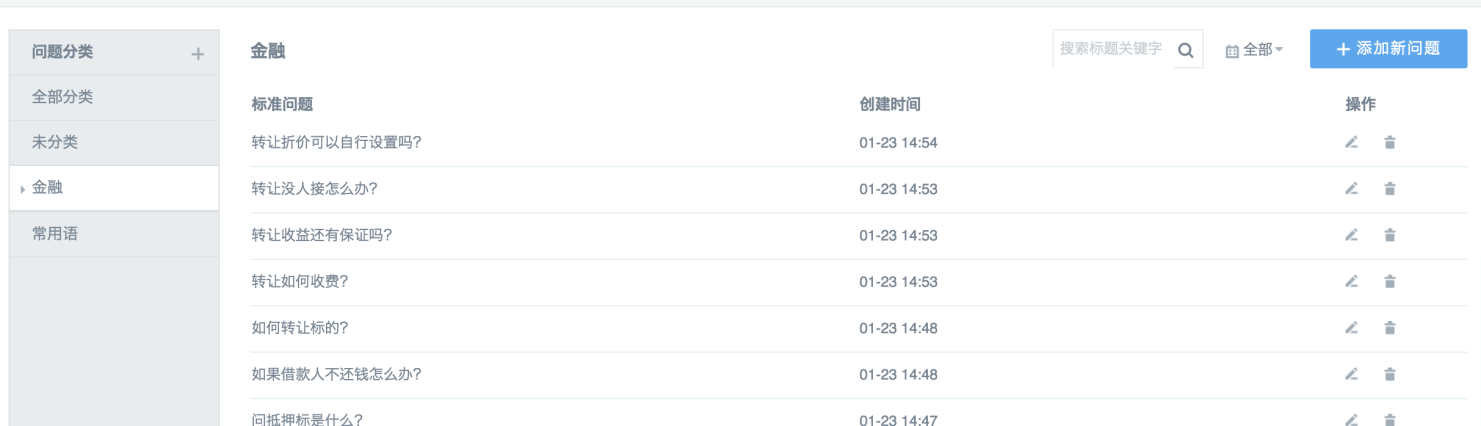 问题分类 +
金融
搜索标题关键字
全部
+ 添加新问题
全部分类
未分类
金融
常用语
标准问题 创建时间 操作
转让折价可以自行设置吗? 01-23 14:54
转让没人接怎么办? 01-23 14:53
转让收益还有保证吗? 01-23 14:53
转让如何收费? 01-23 14:53
如何转让标的? 01-23 14:48
如果借款人不还钱怎么办? 01-23 14:48
问抵押标是什么? 01-23 14:47